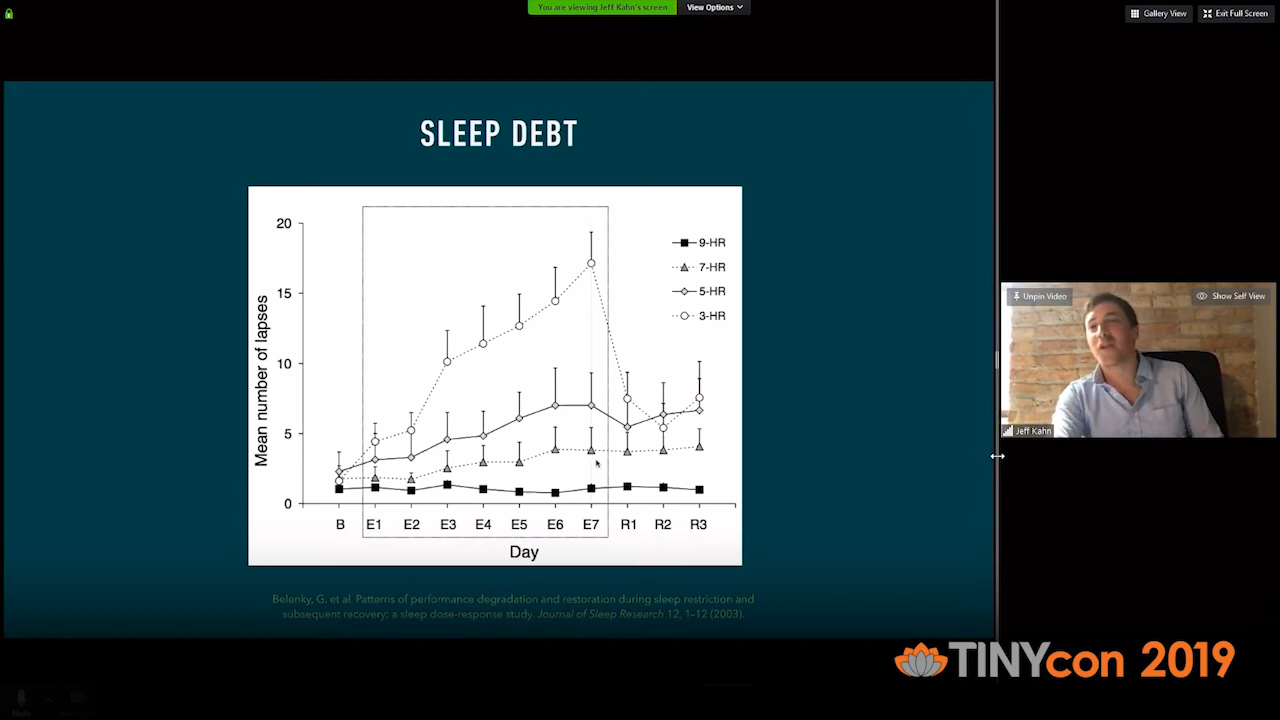 You are viewing Jeff Kahn's screen
View Options
Gallery View
Exit Full Screen
SLEEP DEBT
20
15
10
5
0
Mean number of lapses
9-HR
7-HR
5-HR
3-HR
B E1 E2 E3 E4 E5 E6 E7 R1 R2 R3
Day
Belenky, G. et al. Patterns of performance degradation and restoration during sleep restriction and
subsequent recovery: a sleep dose-response study. Journal of Sleep Research 12, 1–12 (2003).
Unpin Video
Show Self View
Jeff Kahn
TINYcon 2019